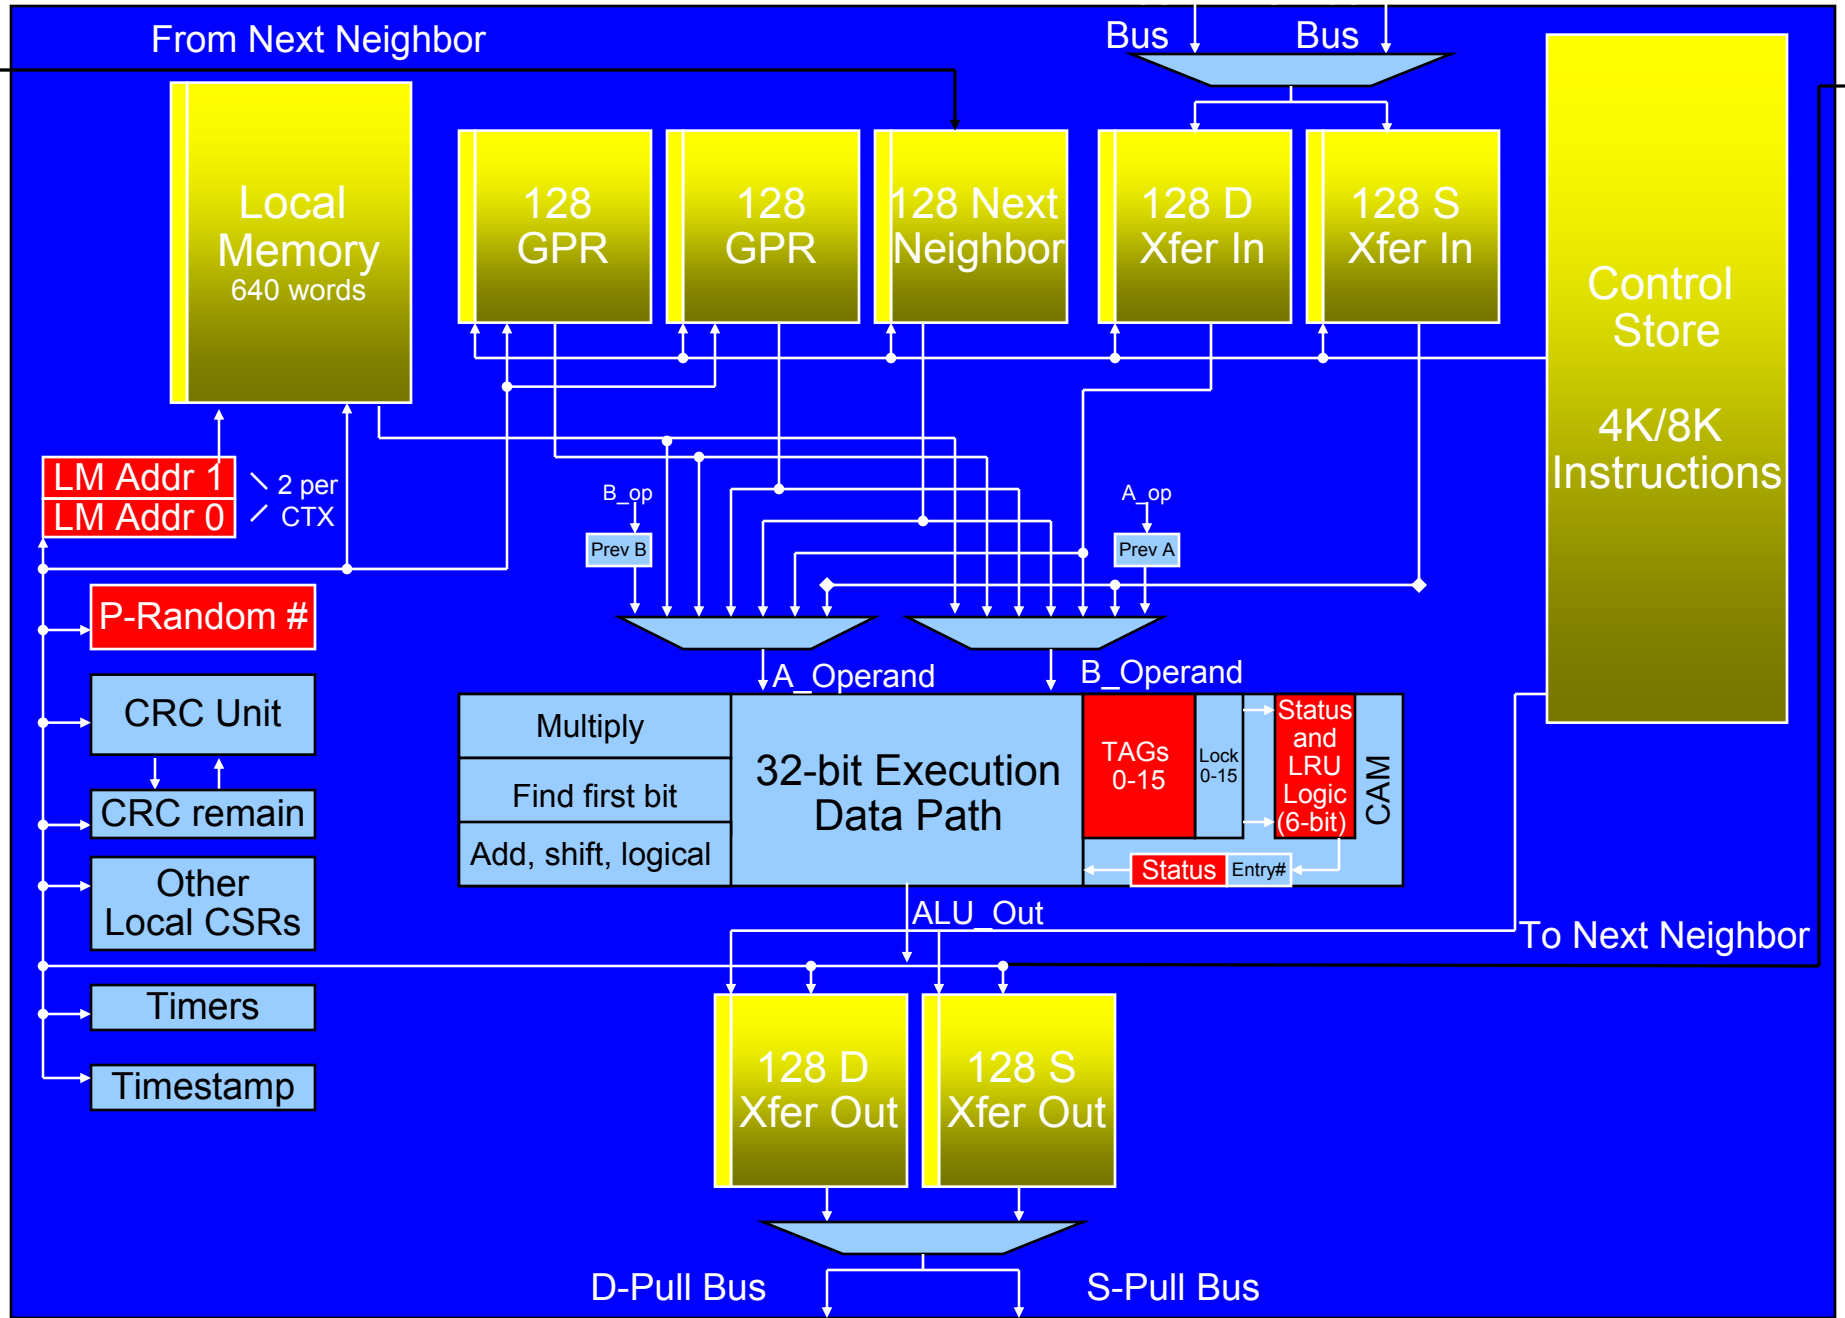 From Next Neighbor
Bus
Bus
Local
Memory
640 words
128
GPR
128
GPR
128 Next
Neighbor
128 D
Xfer In
128 S
Xfer In
Control
Store
4K/8K
Instructions
LM Addr 1
LM Addr 0
2 per
CTX
B_op
Prev B
A_op
Prev A
P-Random #
A_Operand
B_Operand
CRC Unit
CRC remain
Other
Local CSRs
Timers
Timestamp
Multiply
Find first bit
Add, shift, logical
32-bit Execution
Data Path
TAGs
0-15
Lock
0-15
Status
and
LRU
Logic
(6-bit)
CAM
Status
Entry#
ALU_Out
To Next Neighbor
128 D
Xfer Out
128 S
Xfer Out
D-Pull Bus
S-Pull Bus